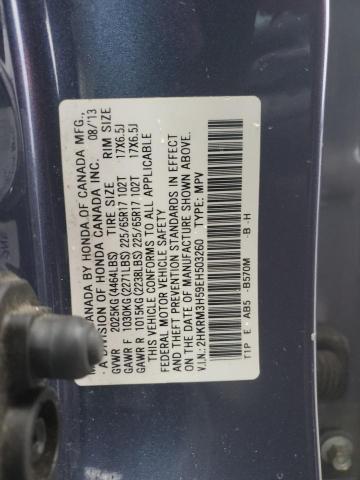 CANADA BY HONDA OF CANADA MFG.,
A DIVISION OF HONDA CANADA INC. 08/'13
GVWR 2025KG(4464LBS) TIRE SIZE RIM SIZE
GAWR F 1030KG(2271LBS) 225/65R17 102T 17X6.5J
GAWR R 1015KG(2238LBS) 225/65R17 102T 17X6.5J
THIS VEHICLE CONFORMS TO ALL APPLICABLE
FEDERAL MOTOR VEHICLE SAFETY
AND THEFT PREVENTION STANDARDS IN EFFECT
ON THE DATE OF MANUFACTURE SHOWN ABOVE.
V.I.N.: 2HKRM3H59EH503260 TYPE: MPV
T1P E - AB5 -B570M -B -H